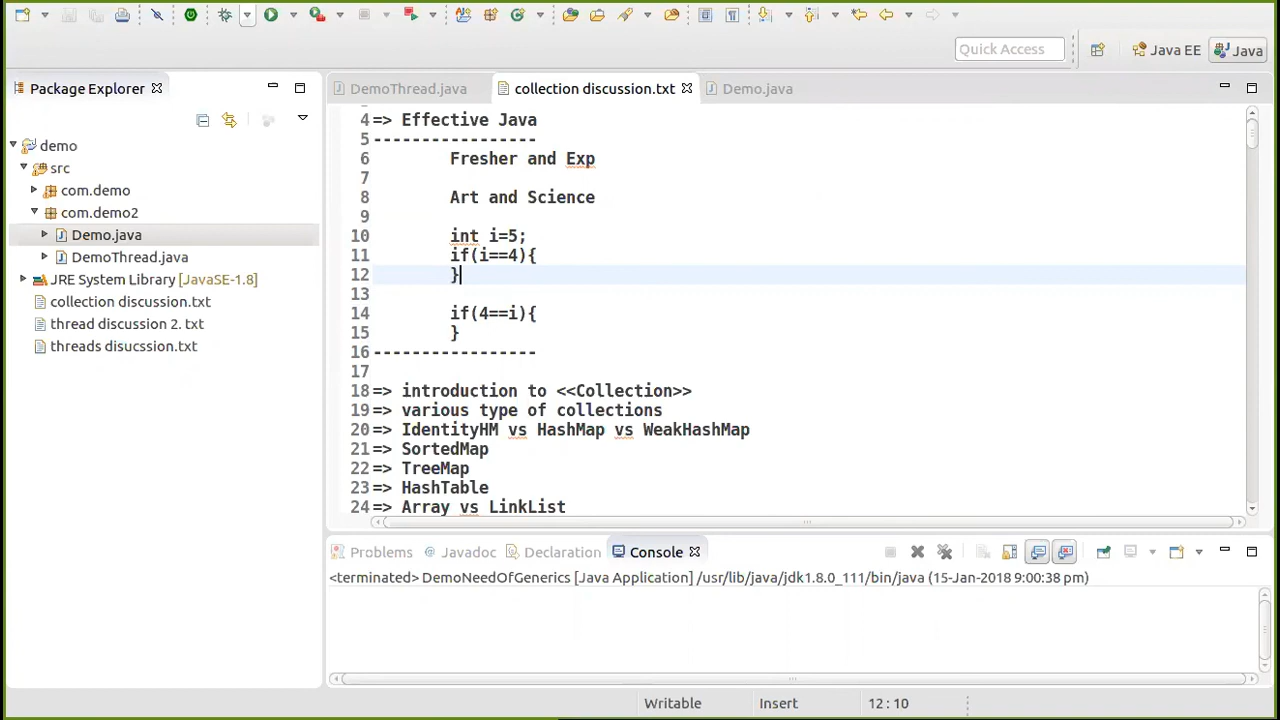 Quick Access
Java EE
Java
Package Explorer
DemoThread.java
collection discussion.txt
Demo.java
demo
src
com.demo
com.demo2
Demo.java
DemoThread.java
JRE System Library [JavaSE-1.8]
collection discussion.txt
thread discussion 2. txt
threads disucssion.txt
4 => Effective Java
5 -----------------
6 Fresher and Exp
7
8 Art and Science
9
10 int i=5;
11 if(i==4){
12 }
13
14 if(4==i){
15 }
16 -----------------
17
18 => introduction to <<Collection>>
19 => various type of collections
20 => IdentityHM vs HashMap vs WeakHashMap
21 => SortedMap
22 => TreeMap
23 => HashTable
24 => Array vs LinkList
Problems
Javadoc
Declaration
Console
<terminated> DemoNeedOfGenerics [Java Application] /usr/lib/java/jdk1.8.0_111/bin/java (15-Jan-2018 9:00:38 pm)
Writable
Insert
12 : 10